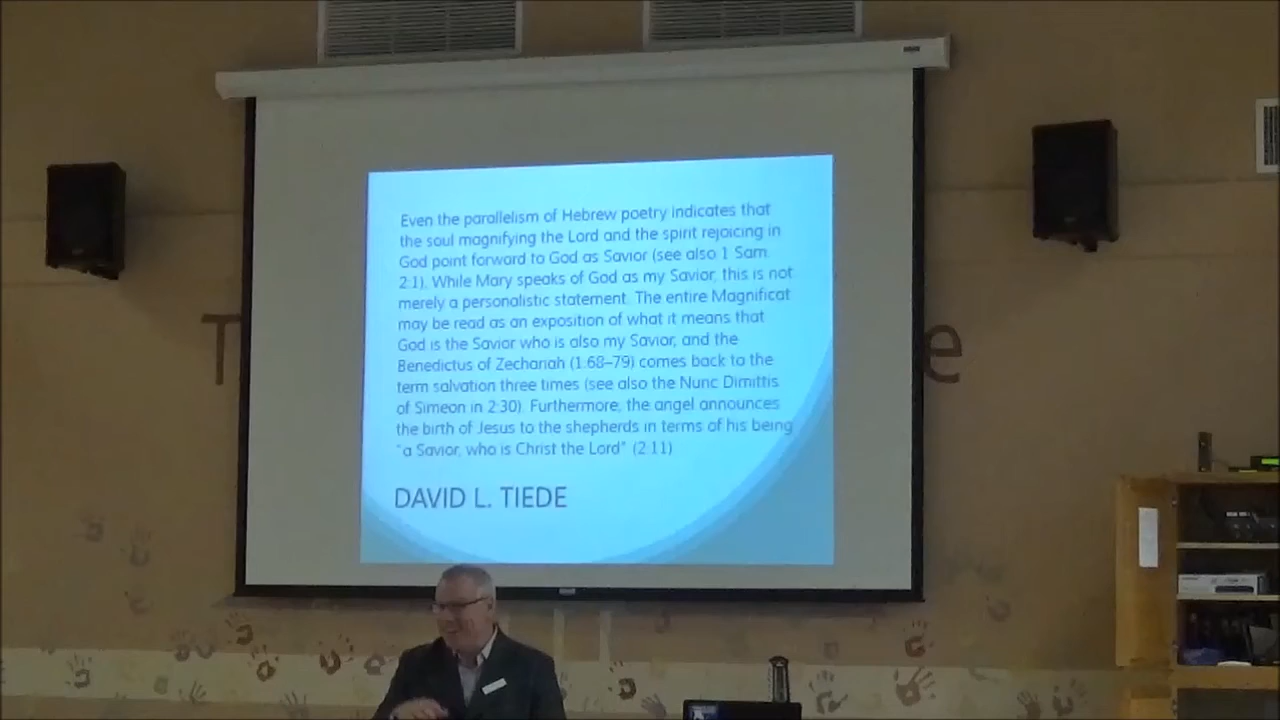 Even the parallelism of Hebrew poetry indicates that
the soul magnifying the Lord and the spirit rejoicing in
God point forward to God as Savior (see also 1 Sam.
2:1). While Mary speaks of God as my Savior, this is not
merely a personalistic statement. The entire Magnificat
may be read as an exposition of what it means that
God is the Savior who is also my Savior, and the
Benedictus of Zechariah (1:68–79) comes back to the
term salvation three times (see also the Nunc Dimittis
of Simeon in 2:30). Furthermore, the angel announces
the birth of Jesus to the shepherds in terms of his being
"a Savior, who is Christ the Lord" (2:11)
DAVID L. TIEDE
T
e